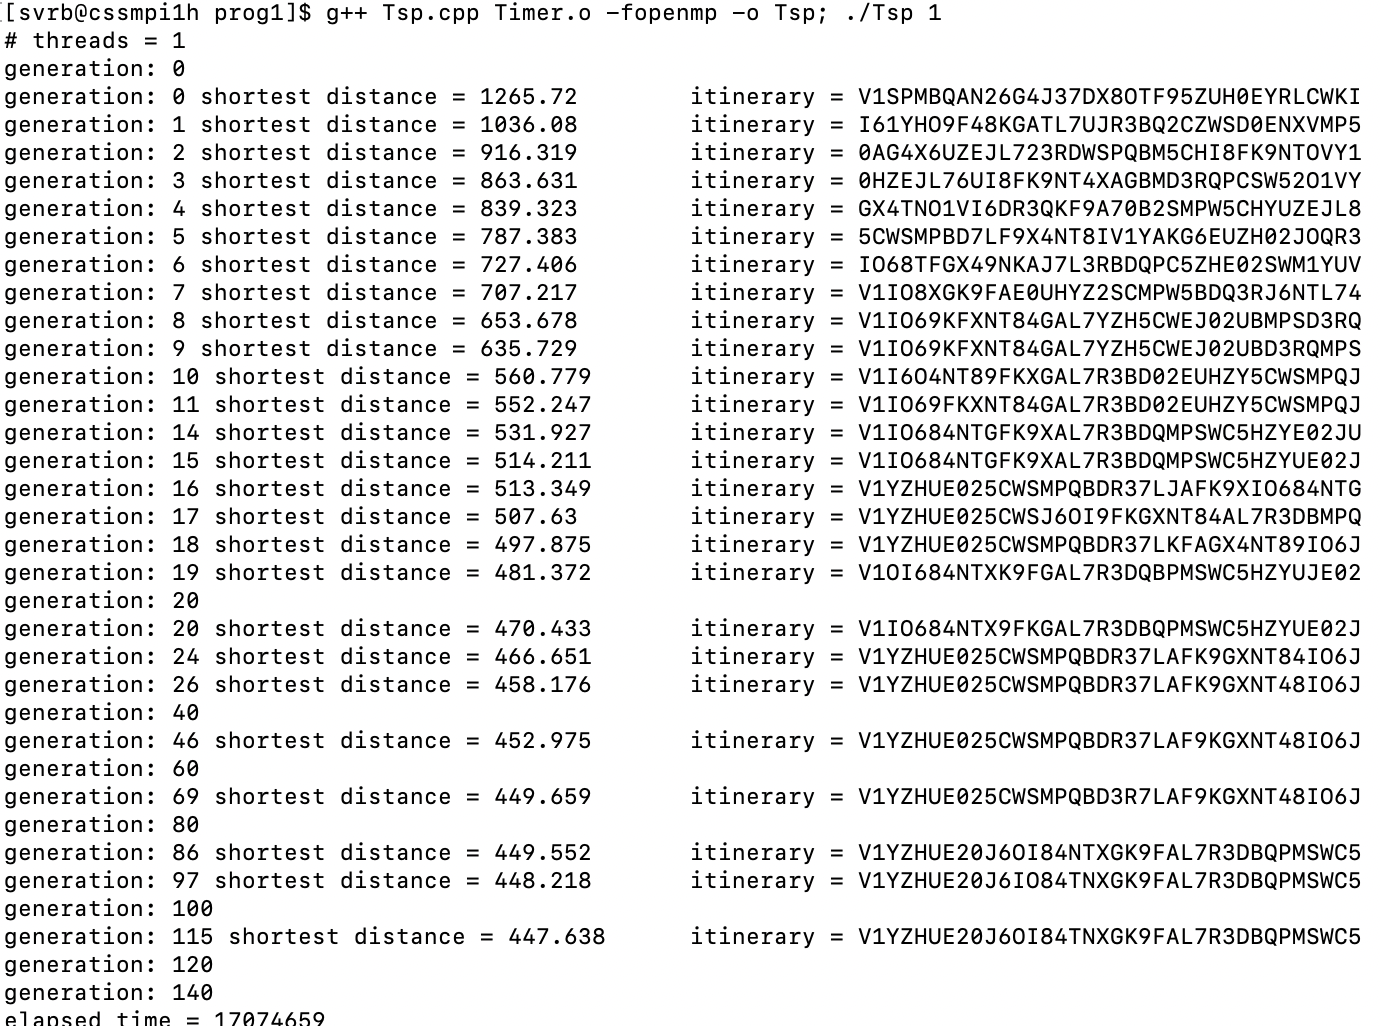 [svrb@cssmpi1h prog1]$ g++ Tsp.cpp Timer.o -fopenmp -o Tsp; ./Tsp 1
# threads = 1
generation: 0
generation: 0 shortest distance = 1265.72        itinerary = V1SPMBQAN26G4J37DX8OTF95ZUH0EYRLCWKI
generation: 1 shortest distance = 1036.08        itinerary = I61YHO9F48KGATL7UJR3BQ2CZWSD0ENXVMP5
generation: 2 shortest distance = 916.319        itinerary = 0AG4X6UZEJL723RDWSPQBM5CHI8FK9NTOVY1
generation: 3 shortest distance = 863.631        itinerary = 0HZEJL76UI8FK9NT4XAGBMD3RQPCSW52O1VY
generation: 4 shortest distance = 839.323        itinerary = GX4TNO1VI6DR3QKF9A70B2SMPW5CHYUZEJL8
generation: 5 shortest distance = 787.383        itinerary = 5CWSMPBD7LF9X4NT8IV1YAKG6EUZH02JOQR3
generation: 6 shortest distance = 727.406        itinerary = IO68TFGX49NKAJ7L3RBDQPC5ZHE02SWM1YUV
generation: 7 shortest distance = 707.217        itinerary = V1IO8XGK9FAE0UHYZ2SCMPW5BDQ3RJ6NTL74
generation: 8 shortest distance = 653.678        itinerary = V1IO69KFXNT84GAL7YZH5CWEJ02UBMPSD3RQ
generation: 9 shortest distance = 635.729        itinerary = V1IO69KFXNT84GAL7YZH5CWEJ02UBD3RQMPS
generation: 10 shortest distance = 560.779       itinerary = V1I6O4NT89FKXGAL7R3BD02EUHZY5CWSMPQJ
generation: 11 shortest distance = 552.247       itinerary = V1IO69FKXNT84GAL7R3BD02EUHZY5CWSMPQJ
generation: 14 shortest distance = 531.927       itinerary = V1IO684NTGFK9XAL7R3BDQMPSWC5HZYE02JU
generation: 15 shortest distance = 514.211       itinerary = V1IO684NTGFK9XAL7R3BDQMPSWC5HZYUE02J
generation: 16 shortest distance = 513.349       itinerary = V1YZHUE025CWSMPQBDR37LJAFK9XIO684NTG
generation: 17 shortest distance = 507.63        itinerary = V1YZHUE025CWSJ6OI9FKGXNT84AL7R3DBMPQ
generation: 18 shortest distance = 497.875       itinerary = V1YZHUE025CWSMPQBDR37LKFAGX4NT89IO6J
generation: 19 shortest distance = 481.372       itinerary = V1OI684NTXK9FGAL7R3DQBPMSWC5HZYUJE02
generation: 20
generation: 20 shortest distance = 470.433       itinerary = V1IO684NTX9FKGAL7R3DBQPMSWC5HZYUE02J
generation: 24 shortest distance = 466.651       itinerary = V1YZHUE025CWSMPQBDR37LAFK9GXNT84IO6J
generation: 26 shortest distance = 458.176       itinerary = V1YZHUE025CWSMPQBDR37LAFK9GXNT48IO6J
generation: 40
generation: 46 shortest distance = 452.975       itinerary = V1YZHUE025CWSMPQBDR37LAF9KGXNT48IO6J
generation: 60
generation: 69 shortest distance = 449.659       itinerary = V1YZHUE025CWSMPQBD3R7LAF9KGXNT48IO6J
generation: 80
generation: 86 shortest distance = 449.552       itinerary = V1YZHUE20J6OI84NTXGK9FAL7R3DBQPMSWC5
generation: 97 shortest distance = 448.218       itinerary = V1YZHUE20J6IO84TNXGK9FAL7R3DBQPMSWC5
generation: 100
generation: 115 shortest distance = 447.638      itinerary = V1YZHUE20J6OI84TNXGK9FAL7R3DBQPMSWC5
generation: 120
generation: 140
elapsed time = 17074659